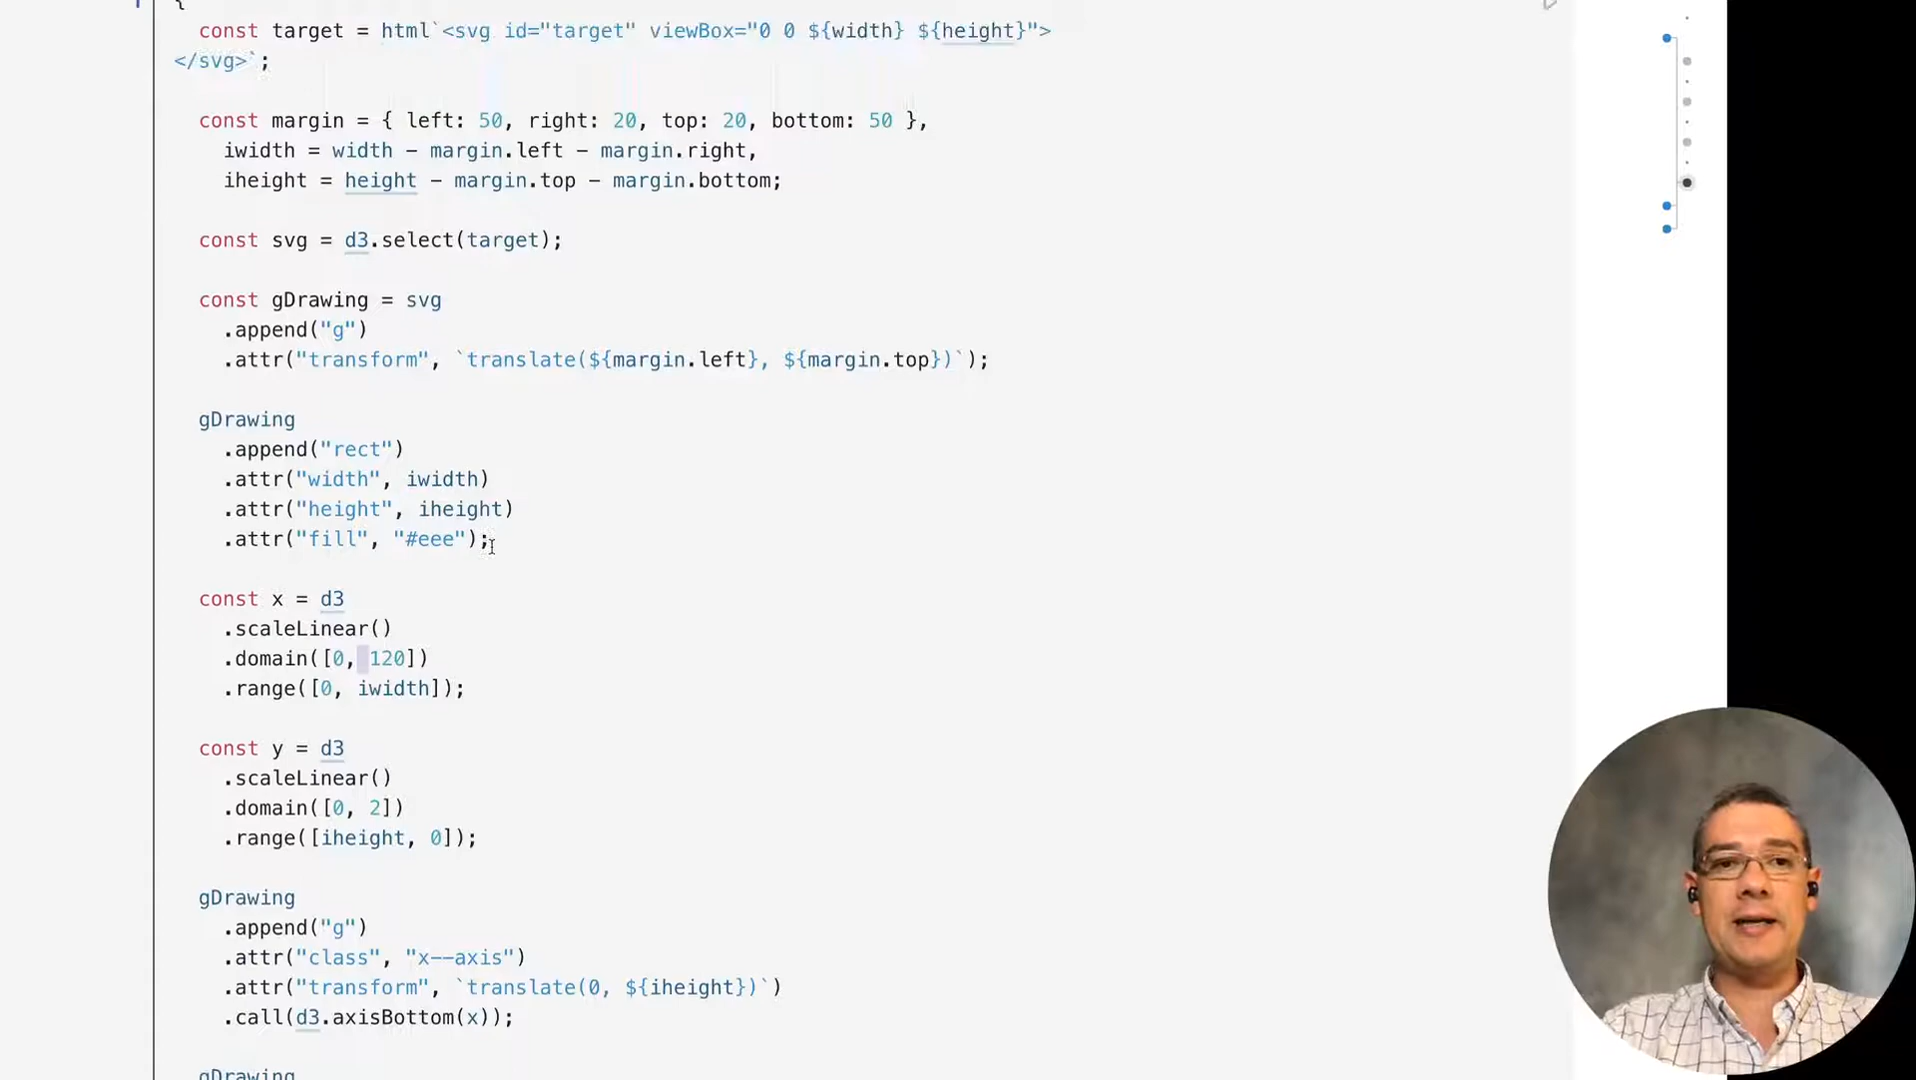 {
const target = html`<svg id="target" viewBox="0 0 ${width} ${height}">
</svg>`;
const margin = { left: 50, right: 20, top: 20, bottom: 50 },
iwidth = width - margin.left - margin.right,
iheight = height - margin.top - margin.bottom;
const svg = d3.select(target);
const gDrawing = svg
.append("g")
.attr("transform", `translate(${margin.left}, ${margin.top})`);
gDrawing
.append("rect")
.attr("width", iwidth)
.attr("height", iheight)
.attr("fill", "#eee");
const x = d3
.scaleLinear()
.domain([0, 120])
.range([0, iwidth]);
const y = d3
.scaleLinear()
.domain([0, 2])
.range([iheight, 0]);
gDrawing
.append("g")
.attr("class", "x--axis")
.attr("transform", `translate(0, ${iheight})`)
.call(d3.axisBottom(x));
gDrawing